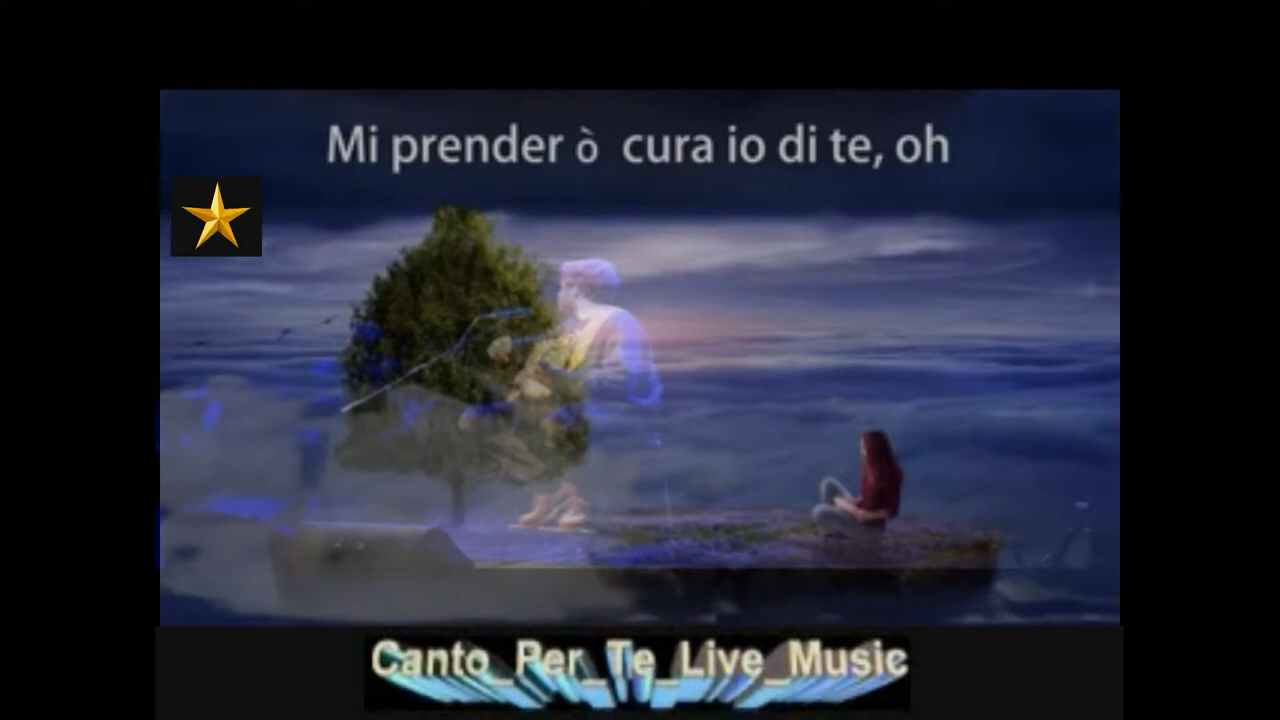 Mi prender ò cura io di te, oh
Canto_Per_Te_Live_Music